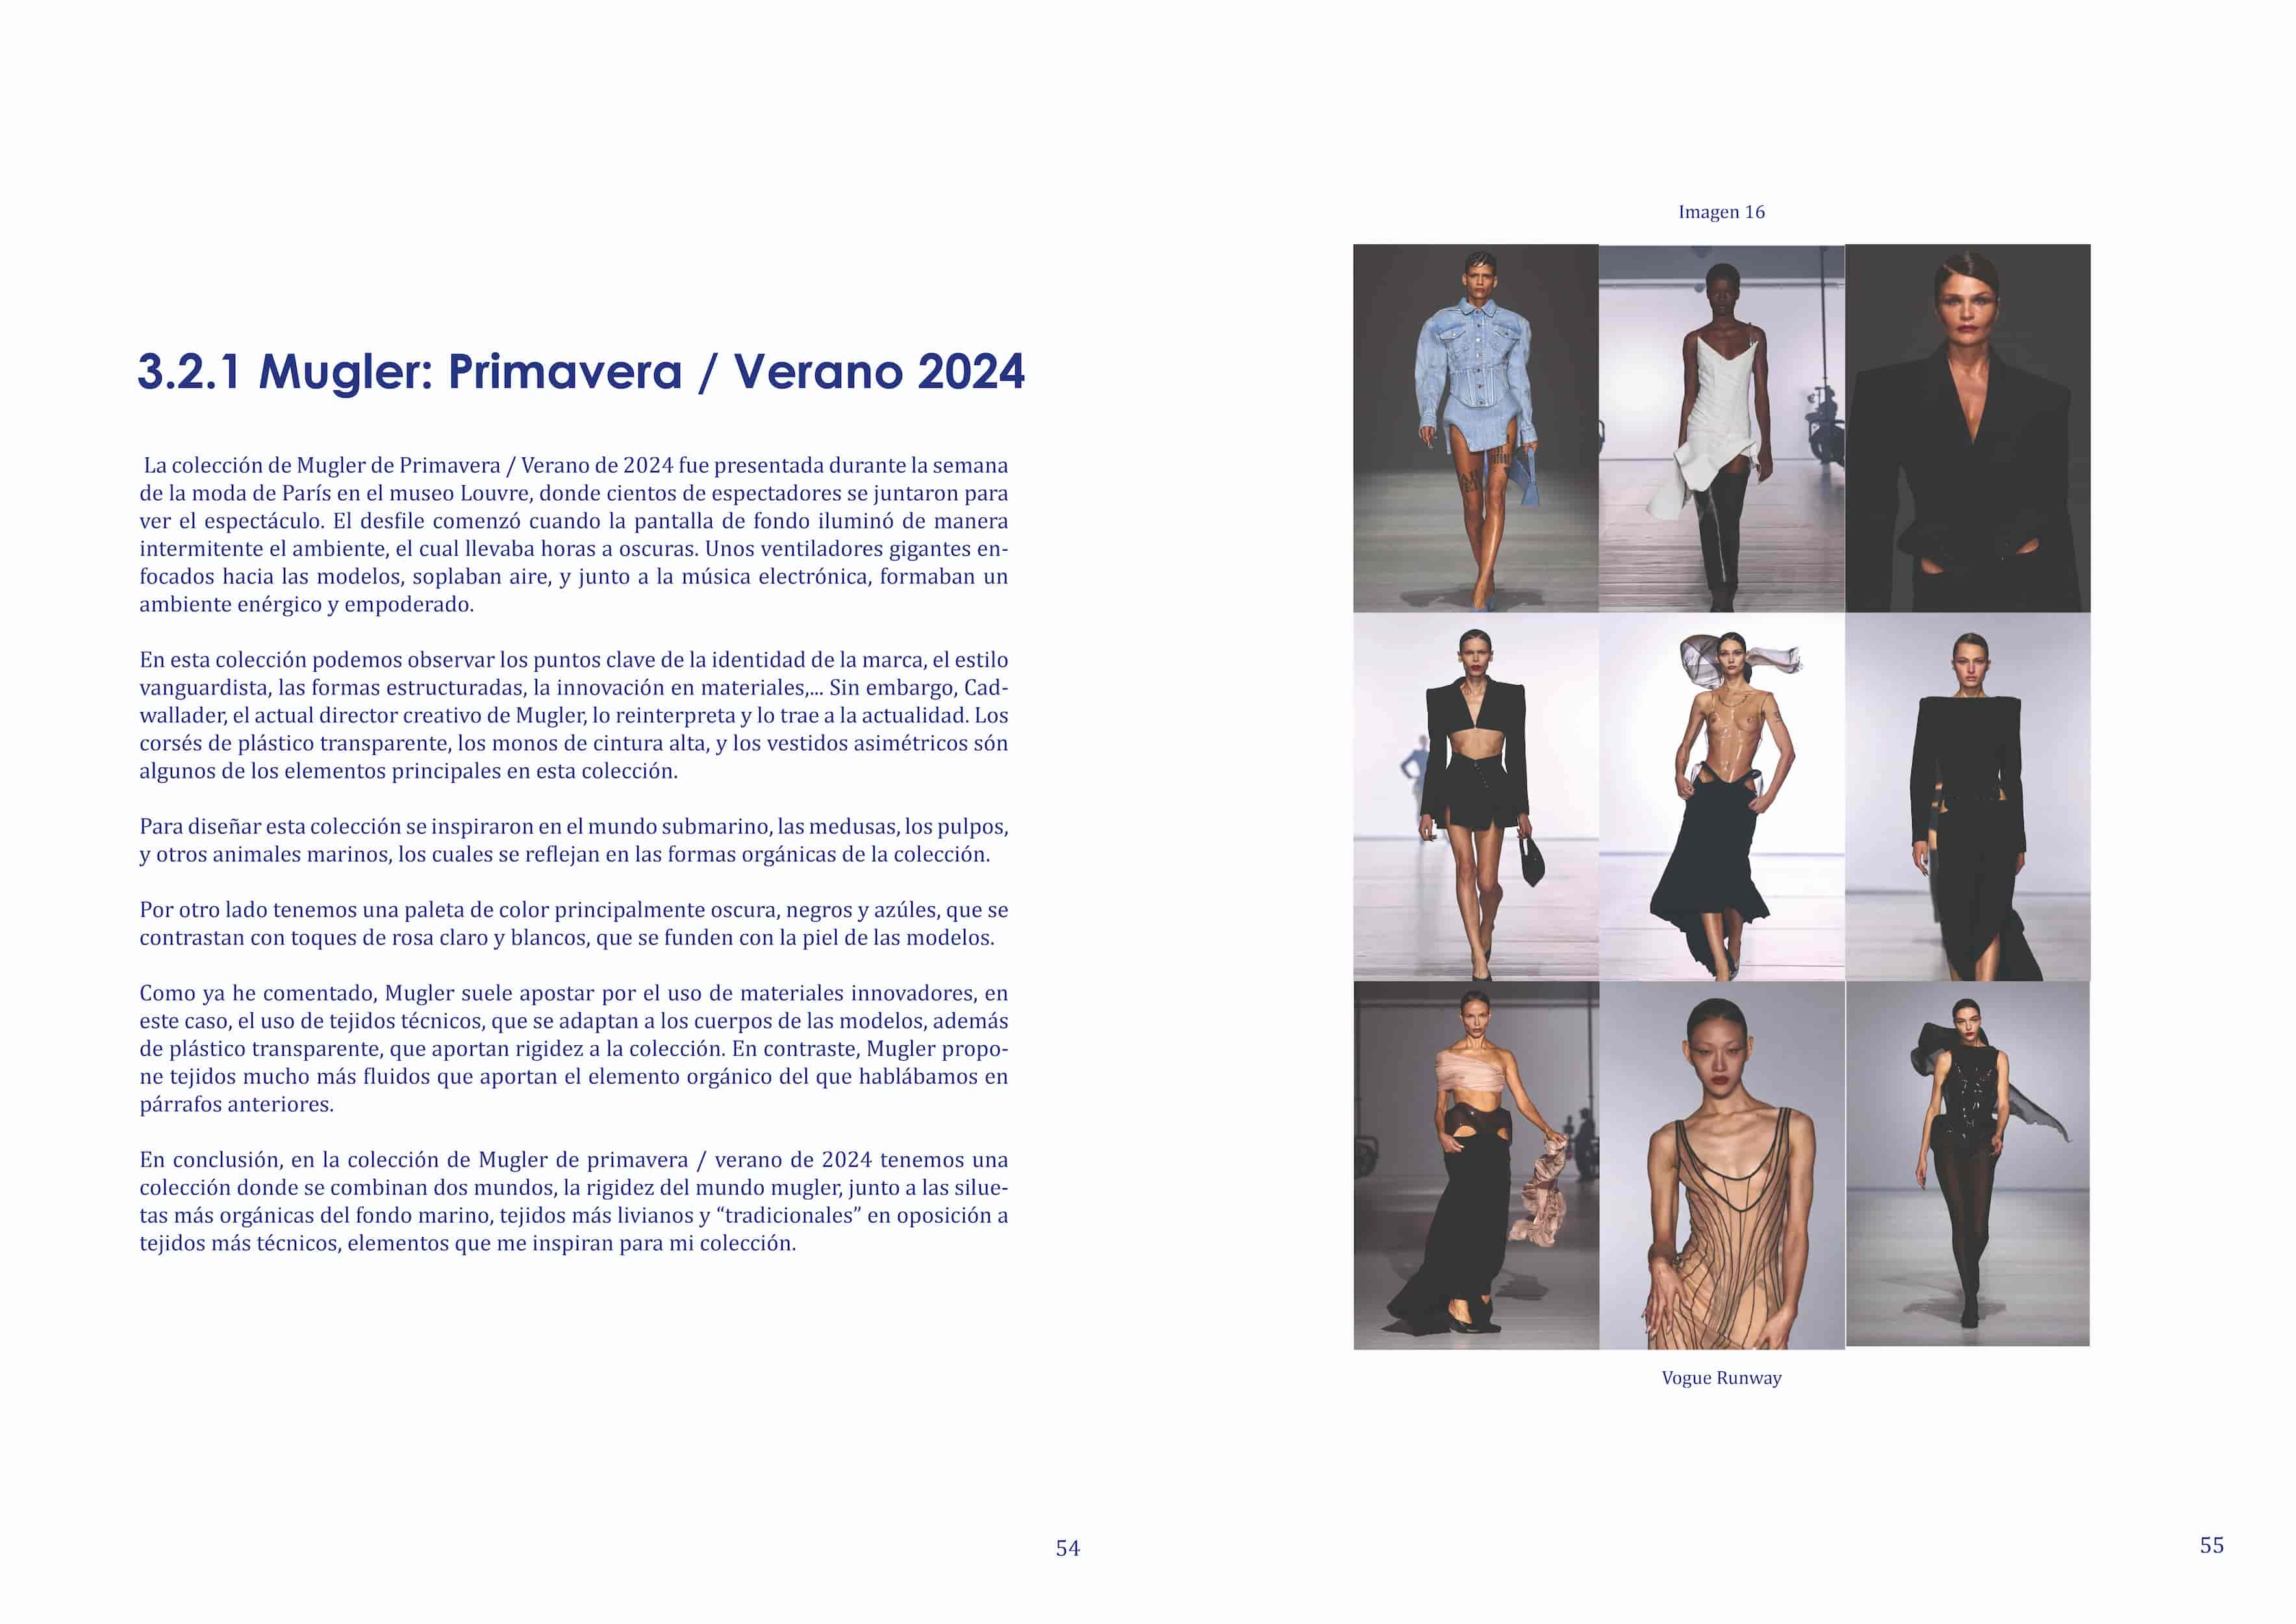 3.2.1 Mugler: Primavera / Verano 2024
La colección de Mugler de Primavera / Verano de 2024 fue presentada durante la semana
de la moda de París en el museo Louvre, donde cientos de espectadores se juntaron para
ver el espectáculo. El desfile comenzó cuando la pantalla de fondo iluminó de manera
intermitente el ambiente, el cual llevaba horas a oscuras. Unos ventiladores gigantes en-
focados hacia las modelos, soplaban aire, y junto a la música electrónica, formaban un
ambiente enérgico y empoderado.
En esta colección podemos observar los puntos clave de la identidad de la marca, el estilo
vanguardista, las formas estructuradas, la innovación en materiales,... Sin embargo, Cad-
wallader, el actual director creativo de Mugler, lo reinterpreta y lo trae a la actualidad. Los
corsés de plástico transparente, los monos de cintura alta, y los vestidos asimétricos són
algunos de los elementos principales en esta colección.
Para diseñar esta colección se inspiraron en el mundo submarino, las medusas, los pulpos,
y otros animales marinos, los cuales se reflejan en las formas orgánicas de la colección.
Por otro lado tenemos una paleta de color principalmente oscura, negros y azúles, que se
contrastan con toques de rosa claro y blancos, que se funden con la piel de las modelos.
Como ya he comentado, Mugler suele apostar por el uso de materiales innovadores, en
este caso, el uso de tejidos técnicos, que se adaptan a los cuerpos de las modelos, además
de plástico transparente, que aportan rigidez a la colección. En contraste, Mugler propo-
ne tejidos mucho más fluidos que aportan el elemento orgánico del que hablábamos en
párrafos anteriores.
En conclusión, en la colección de Mugler de primavera / verano de 2024 tenemos una
colección donde se combinan dos mundos, la rigidez del mundo mugler, junto a las silue-
tas más orgánicas del fondo marino, tejidos más livianos y “tradicionales” en oposición a
tejidos más técnicos, elementos que me inspiran para mi colección.
54
Imagen 16
Vogue Runway
55